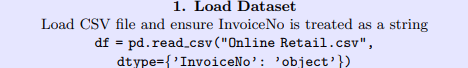 1. Load Dataset
Load CSV file and ensure InvoiceNo is treated as a string
df = pd.read_csv("Online Retail.csv",
dtype={'InvoiceNo': 'object'})